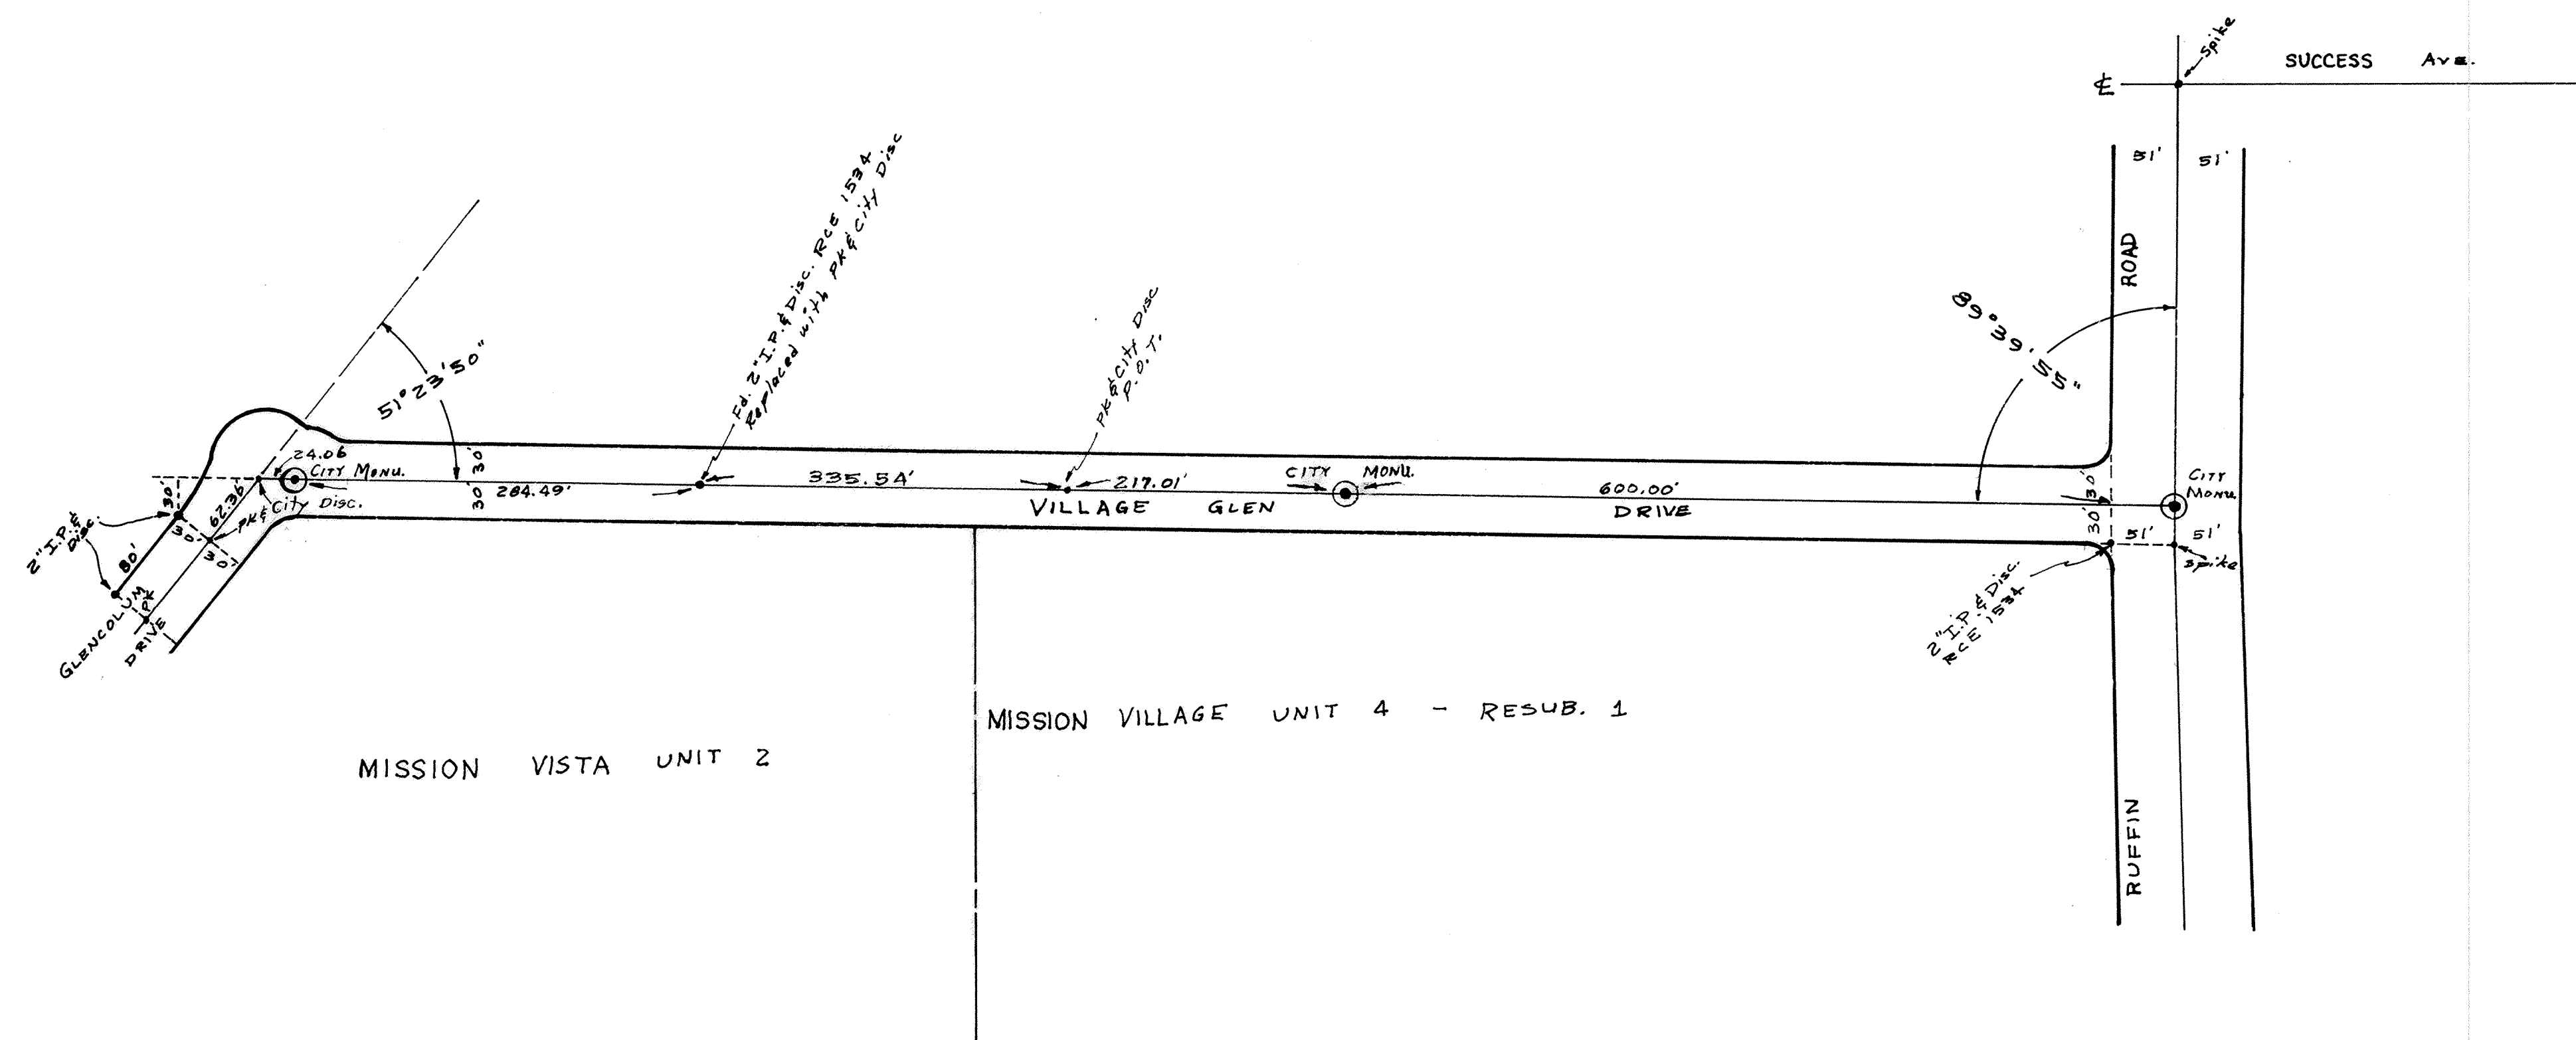 Spike
SUCCESS Ave.
℄
51' 51'
ROAD
Fd. 2" I.P. & Disc. RCE 1534
Replaced with PK & City Disc
PK & City Disc
P.O.T.
89°39'55"
51°23'50"
24.06
CITY MONU.
30'
30'
284.49'
335.54'
217.01'
CITY MONU.
600.00'
VILLAGE GLEN DRIVE
30'
30'
CITY
MONU.
51' 51'
Spike
2" I.P. & Disc.
RCE 1534
30'
62.36
PK & City Disc.
2" I.P. &
Disc.
30'
30'
80'
PK
GLENCOLUM
DRIVE
MISSION VILLAGE UNIT 4 - RESUB. 1
MISSION VISTA UNIT 2
RUFFIN